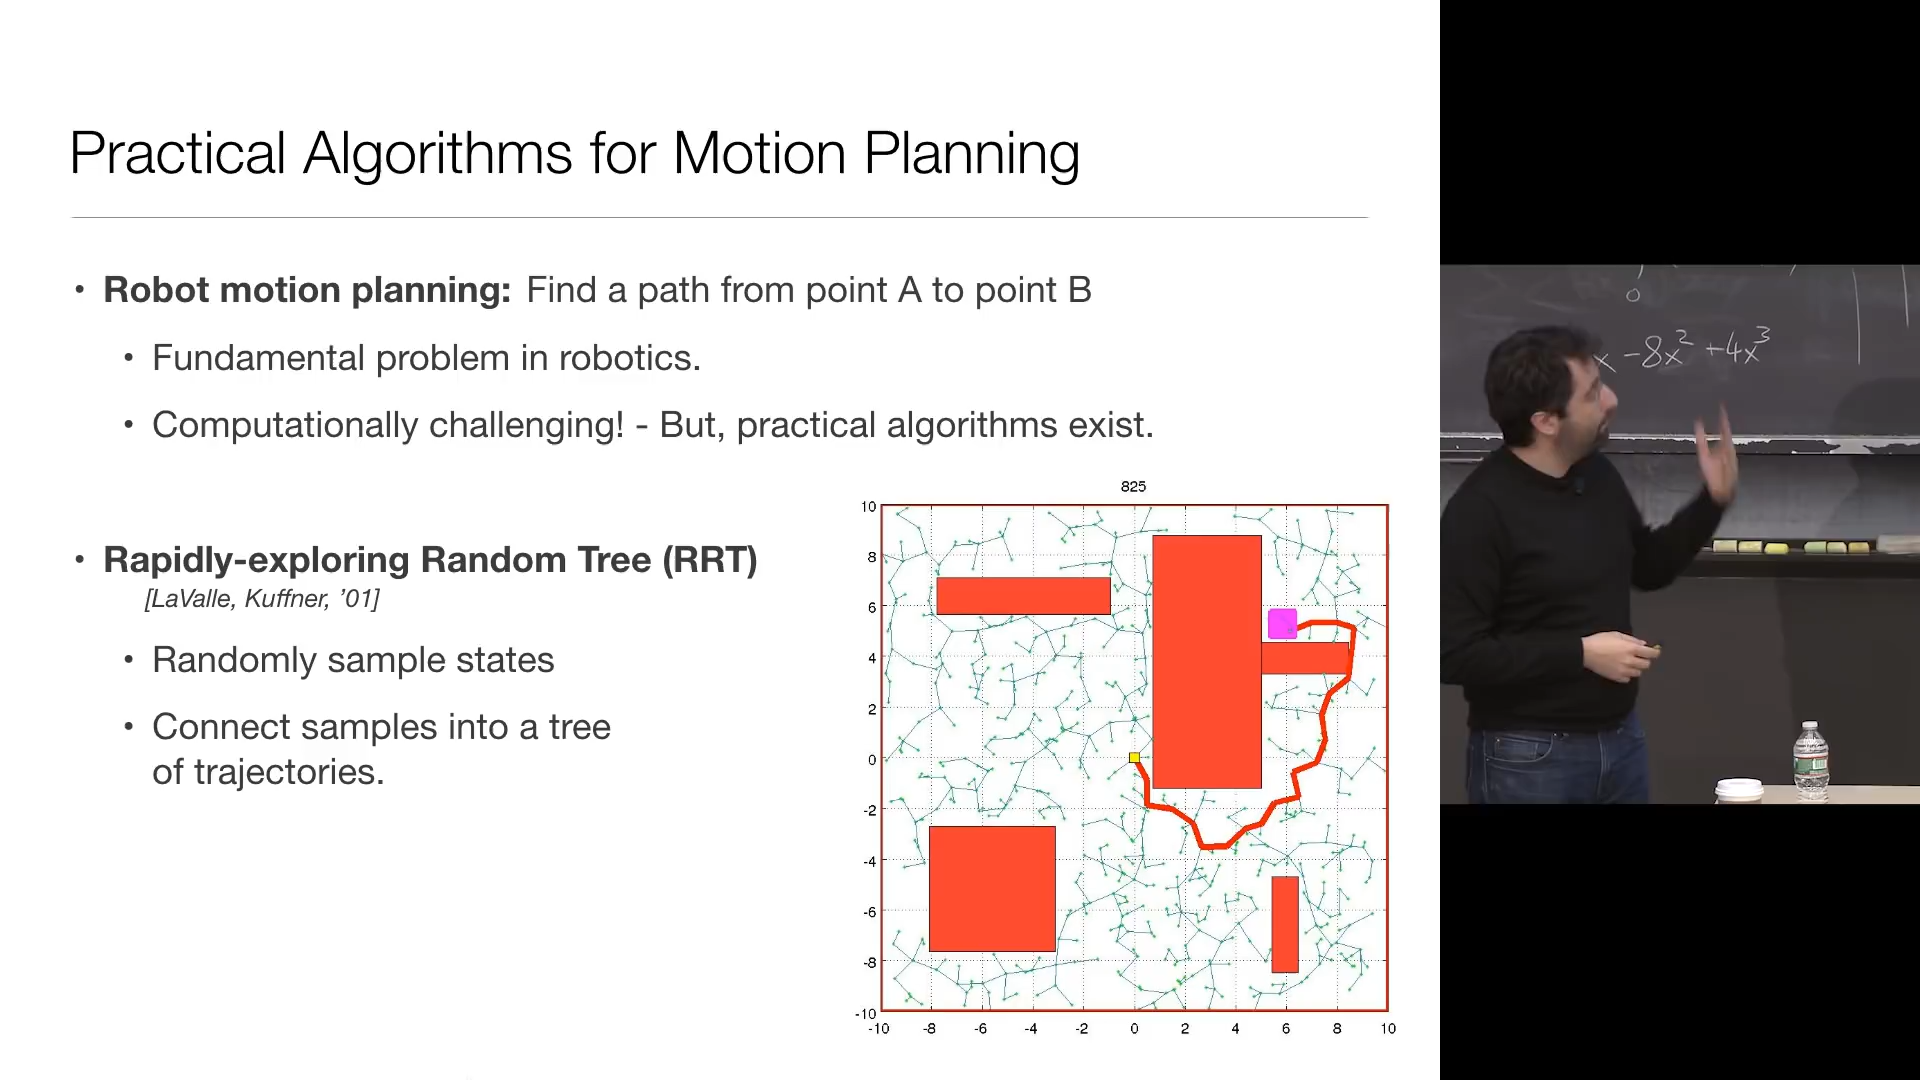 Practical Algorithms for Motion Planning
• Robot motion planning: Find a path from point A to point B
• Fundamental problem in robotics.
• Computationally challenging! - But, practical algorithms exist.
• Rapidly-exploring Random Tree (RRT)
[LaValle, Kuffner, ’01]
• Randomly sample states
• Connect samples into a tree
of trajectories.
825
10
8
6
4
2
0
-2
-4
-6
-8
-10
-10 -8 -6 -4 -2 0 2 4 6 8 10
x -8x² +4x³